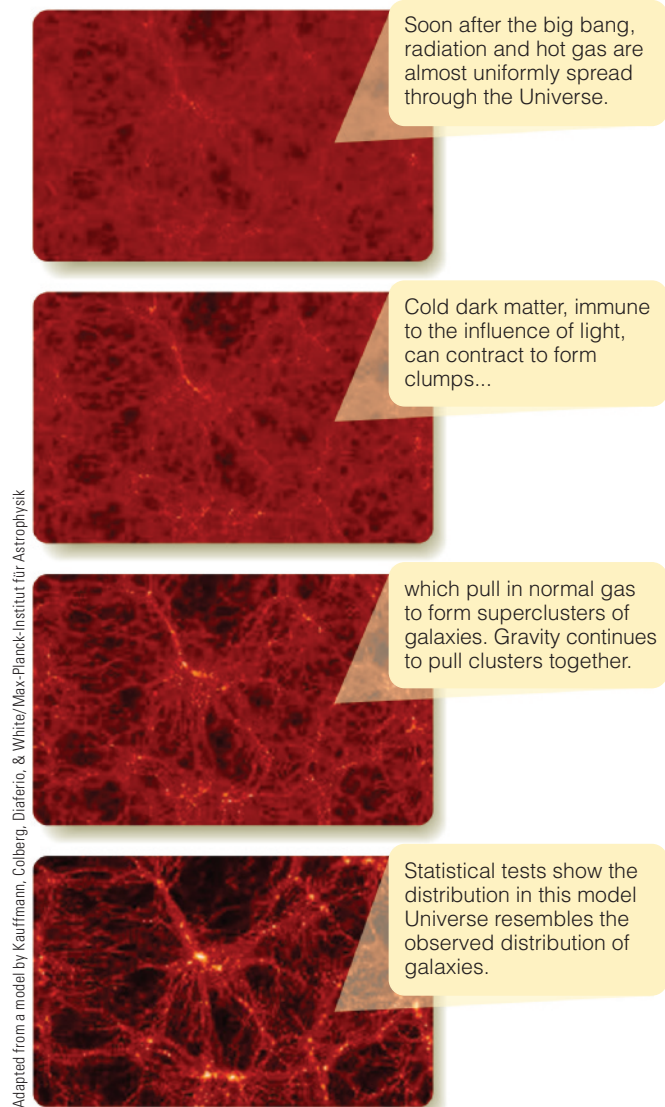 Soon after the big bang,
radiation and hot gas are
almost uniformly spread
through the Universe.
Cold dark matter, immune
to the influence of light,
can contract to form
clumps...
which pull in normal gas
to form superclusters of
galaxies. Gravity continues
to pull clusters together.
Statistical tests show the
distribution in this model
Universe resembles the
observed distribution of
galaxies.
Adapted from a model by Kauffmann, Colberg, Diaferio, & White/Max-Planck-Institut für Astrophysik